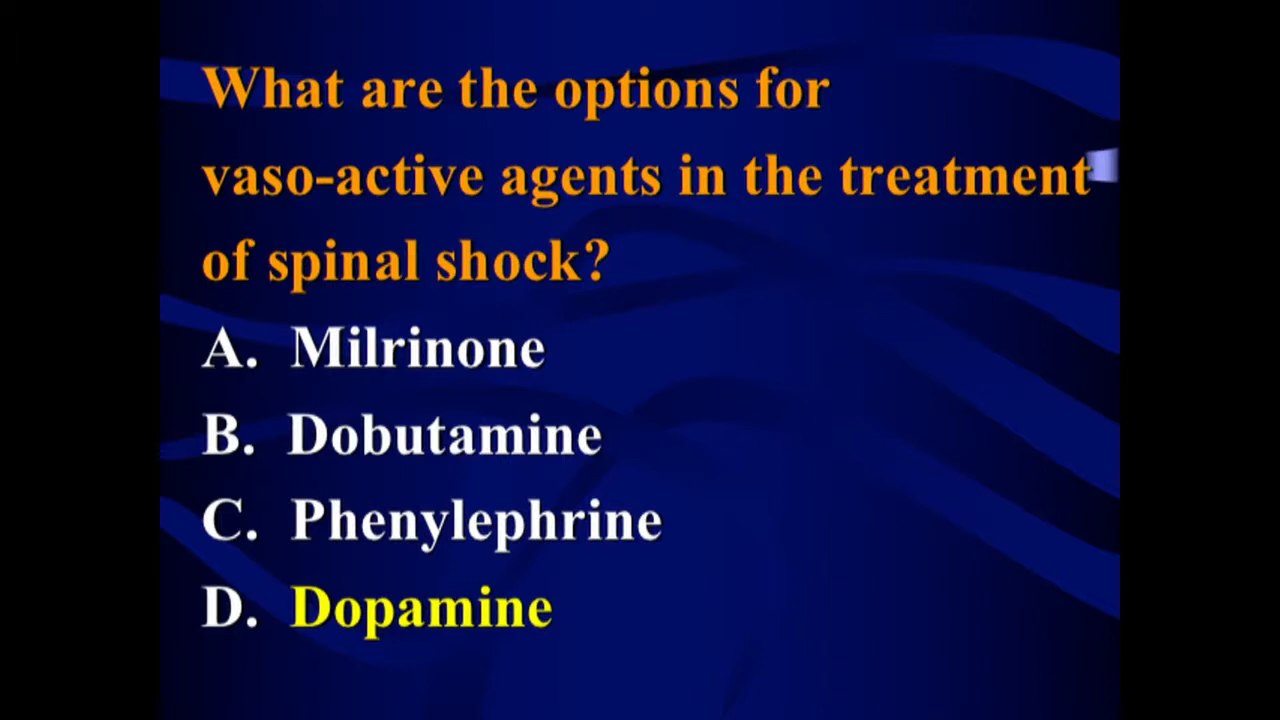 What are the options for
vaso-active agents in the treatment
of spinal shock?
A. Milrinone
B. Dobutamine
C. Phenylephrine
D. Dopamine